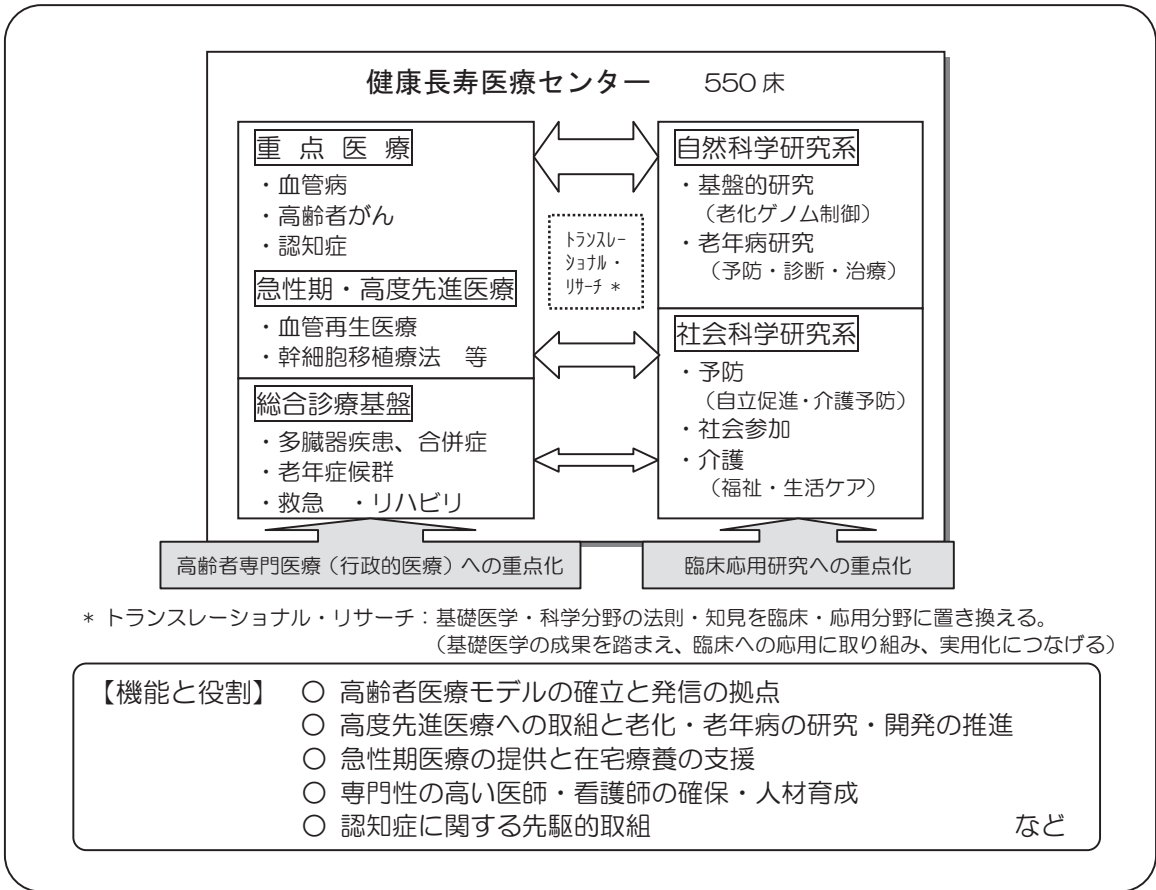 健康長寿医療センター　550床
重 点 医 療
・血管病
・高齢者がん
・認知症
急性期・高度先進医療
・血管再生医療
・幹細胞移植療法　等
総合診療基盤
・多臓器疾患、合併症
・老年症候群
・救急　・リハビリ
ﾄﾗﾝｽﾚｰ
ｼｮﾅﾙ・
ﾘｻｰﾁ *
自然科学研究系
・基盤的研究
（老化ゲノム制御）
・老年病研究
（予防・診断・治療）
社会科学研究系
・予防
（自立促進・介護予防）
・社会参加
・介護
（福祉・生活ケア）
高齢者専門医療（行政的医療）への重点化
臨床応用研究への重点化
* トランスレーショナル・リサーチ：基礎医学・科学分野の法則・知見を臨床・応用分野に置き換える。
（基礎医学の成果を踏まえ、臨床への応用に取り組み、実用化につなげる）
【機能と役割】　○ 高齢者医療モデルの確立と発信の拠点
○ 高度先進医療への取組と老化・老年病の研究・開発の推進
○ 急性期医療の提供と在宅療養の支援
○ 専門性の高い医師・看護師の確保・人材育成
○ 認知症に関する先駆的取組　など